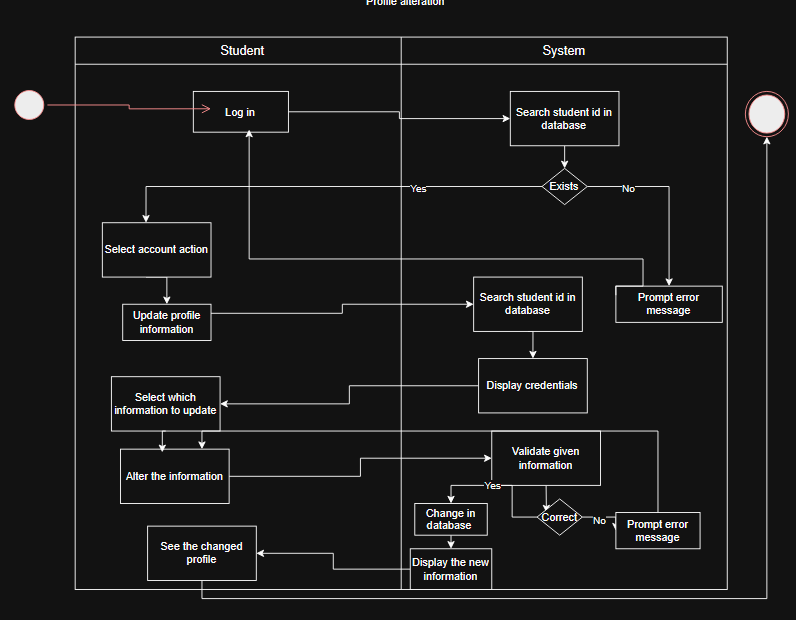 Profile alteration
Student
System
Log in
Search student id in
database
Exists
Yes
No
Select account action
Prompt error
message
Update profile
information
Search student id in
database
Display credentials
Select which
information to update
Alter the information
Validate given
information
Yes
Change in
database
Correct
No
Prompt error
message
See the changed
profile
Display the new
information